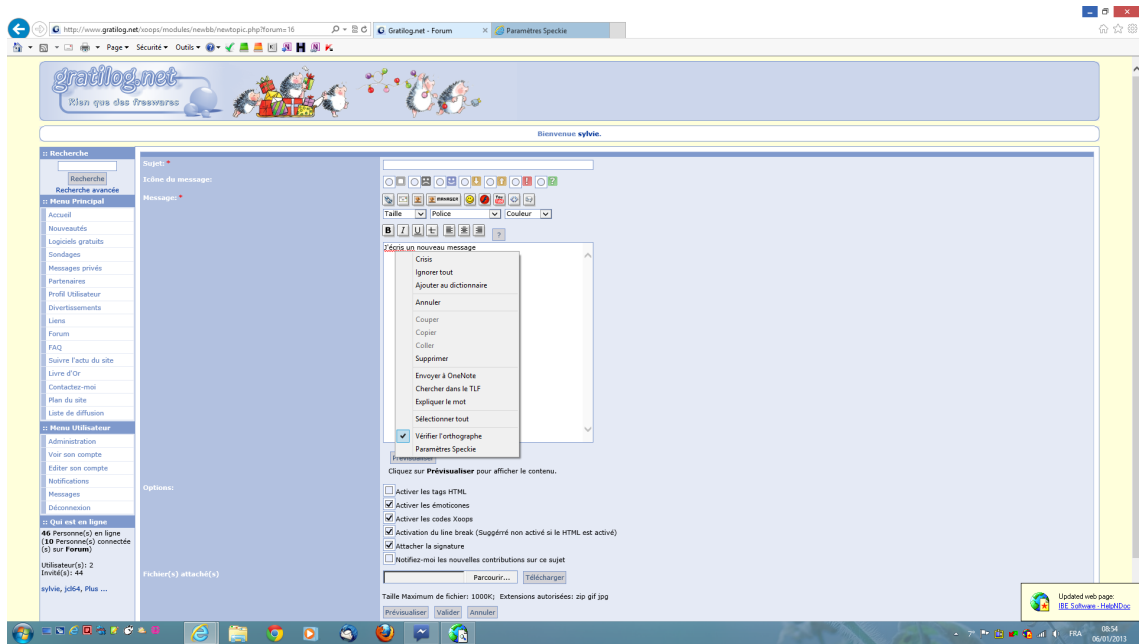 http://www.gratilog.net/xoops/modules/newbb/newtopic.php?forum=16
Gratilog.net - Forum
Paramètres Speckie
Page
Sécurité
Outils
gratilog.net
Rien que des freewares
Bienvenue sylvie.
:: Recherche
Recherche
Recherche avancée
:: Menu Principal
Accueil
Nouveautés
Logiciels gratuits
Sondages
Messages privés
Partenaires
Profil Utilisateur
Divertissements
Liens
Forum
FAQ
Suivre l'actu du site
Livre d'Or
Contactez-moi
Plan du site
Liste de diffusion
:: Menu Utilisateur
Administration
Voir son compte
Editer son compte
Notifications
Messages
Déconnexion
:: Qui est en ligne
46 Personne(s) en ligne
(10 Personne(s) connectée
(s) sur Forum)
Utilisateur(s): 2
Invité(s): 44
sylvie, jcl64, Plus ...
Sujet: *
Icône du message:
Message: *
MANAGER
Taille
Police
Couleur
B I U t
?
J'écris un nouveau message
Crisis
Ignorer tout
Ajouter au dictionnaire
Annuler
Couper
Copier
Coller
Supprimer
Envoyer à OneNote
Chercher dans le TLF
Expliquer le mot
Sélectionner tout
Vérifier l'orthographe
Paramètres Speckie
Prévisualiser
Cliquez sur Prévisualiser pour afficher le contenu.
Options:
Activer les tags HTML
Activer les émoticones
Activer les codes Xoops
Activation du line break (Suggérré non activé si le HTML est activé)
Attacher la signature
Notifiez-moi les nouvelles contributions sur ce sujet
Fichier(s) attaché(s)
Parcourir...
Télécharger
Taille Maximum de fichier: 1000K; Extensions autorisées: zip gif jpg
Prévisualiser
Valider
Annuler
Updated web page:
IBE Software - HelpNDoc
7°
FRA
08:54
06/01/2013